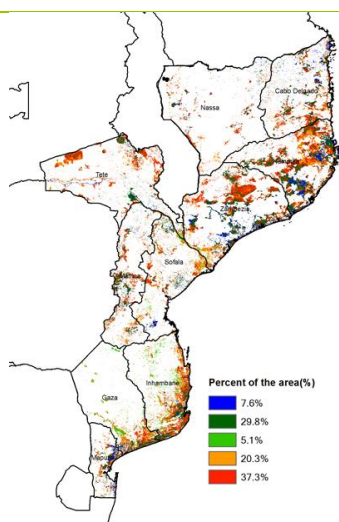 Cabo Delgado
Nassa
Tete
Zambezia
Sofala
Inhambane
Gaza
Maputo
Percent of the area(%)
7.6%
29.8%
5.1%
20.3%
37.3%